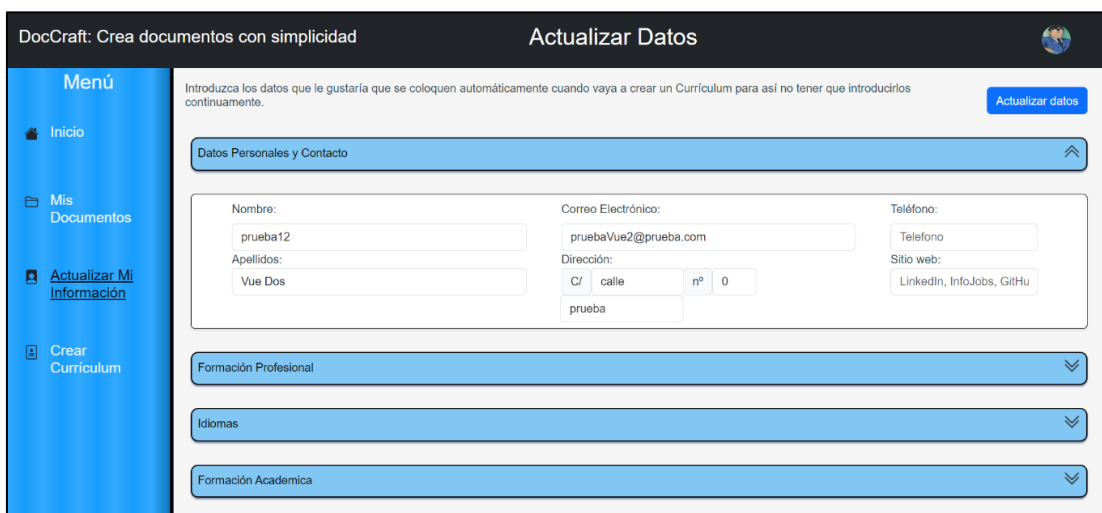 DocCraft: Crea documentos con simplicidad
Actualizar Datos
Menú
Inicio
Mis
Documentos
Actualizar Mi
Información
Crear
Curriculum
Introduzca los datos que le gustaría que se coloquen automáticamente cuando vaya a crear un Currículum para así no tener que introducirlos
continuamente.
Actualizar datos
Datos Personales y Contacto
Nombre:
Correo Electrónico:
Teléfono:
prueba12
pruebaVue2@prueba.com
Telefono
Apellidos:
Dirección:
Sitio web:
Vue Dos
C/ calle nº 0
LinkedIn, InfoJobs, GitHu
prueba
Formación Profesional
Idiomas
Formación Academica